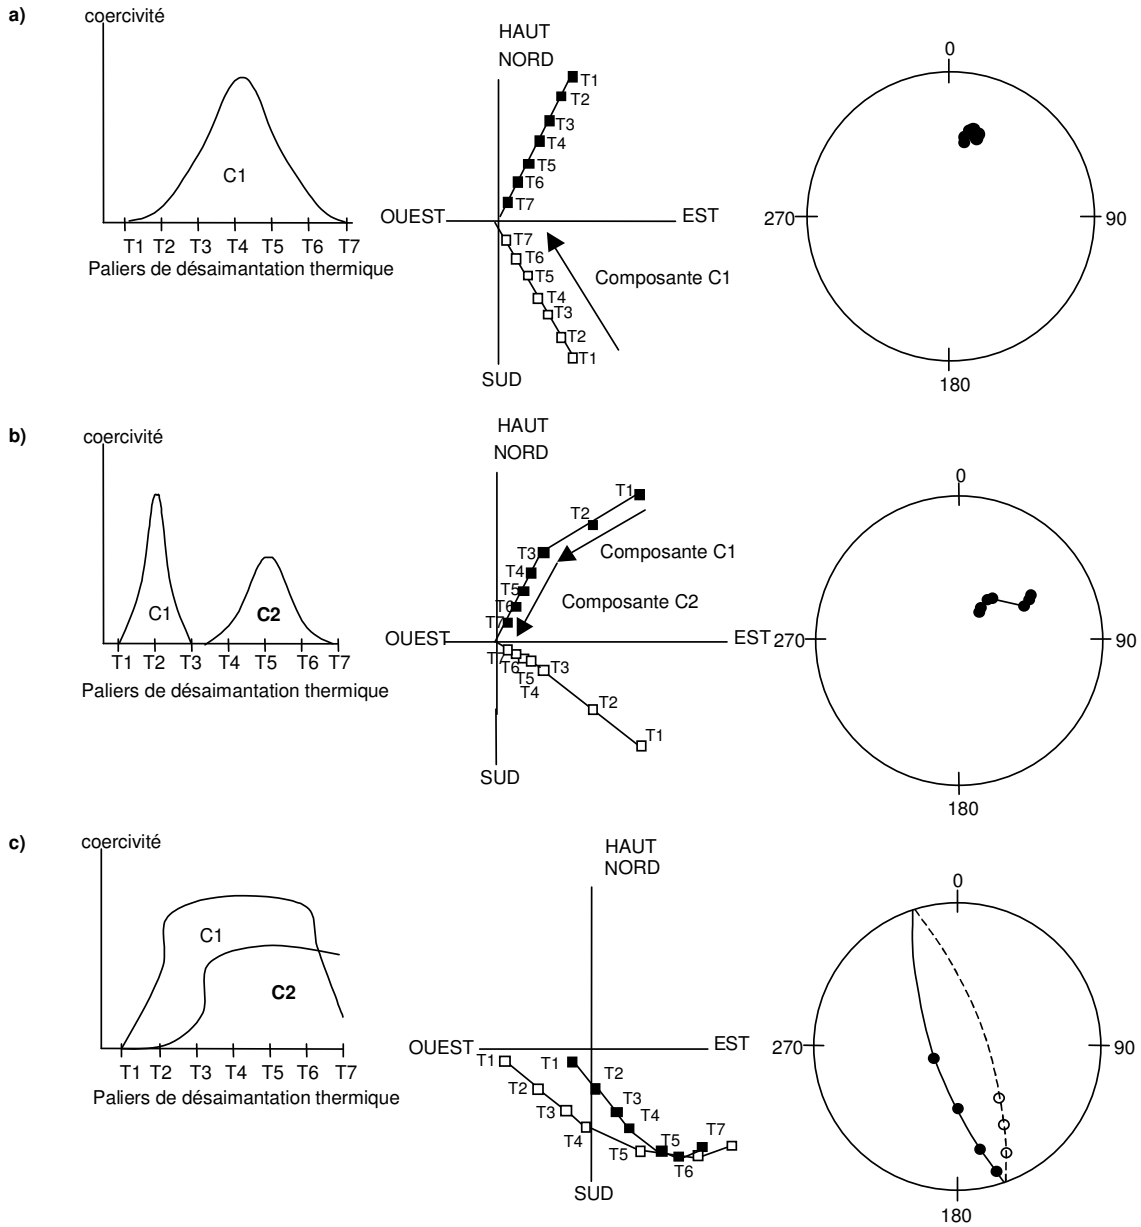 a)
coercivité
C1
T1 T2 T3 T4 T5 T6 T7
Paliers de désaimantation thermique
HAUT
NORD
T1
T2
T3
T4
T5
T6
T7
OUEST
EST
T7
T6
T5
T4
T3
T2
T1
Composante C1
SUD
0
270
90
180
b)
coercivité
C1
C2
T1 T2 T3 T4 T5 T6 T7
Paliers de désaimantation thermique
HAUT
NORD
T1
T2
T3
T4
T5
T6
T7
Composante C1
Composante C2
OUEST
EST
T7
T6
T5
T4
T3
T2
T1
SUD
0
270
90
180
c)
coercivité
C1
C2
T1 T2 T3 T4 T5 T6 T7
Paliers de désaimantation thermique
HAUT
NORD
OUEST
EST
T1
T2
T3
T4
T5
T1
T2
T3
T4
T5
T6
T7
SUD
0
270
90
180